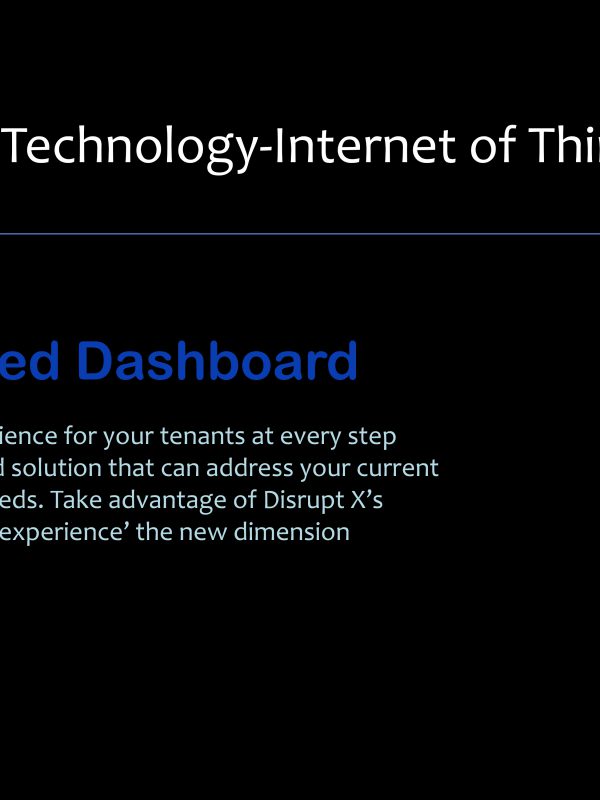 Technology-Internet of Thi
ed Dashboard
ience for your tenants at every step
solution that can address your current
eds. Take advantage of Disrupt X’s
experience’ the new dimension